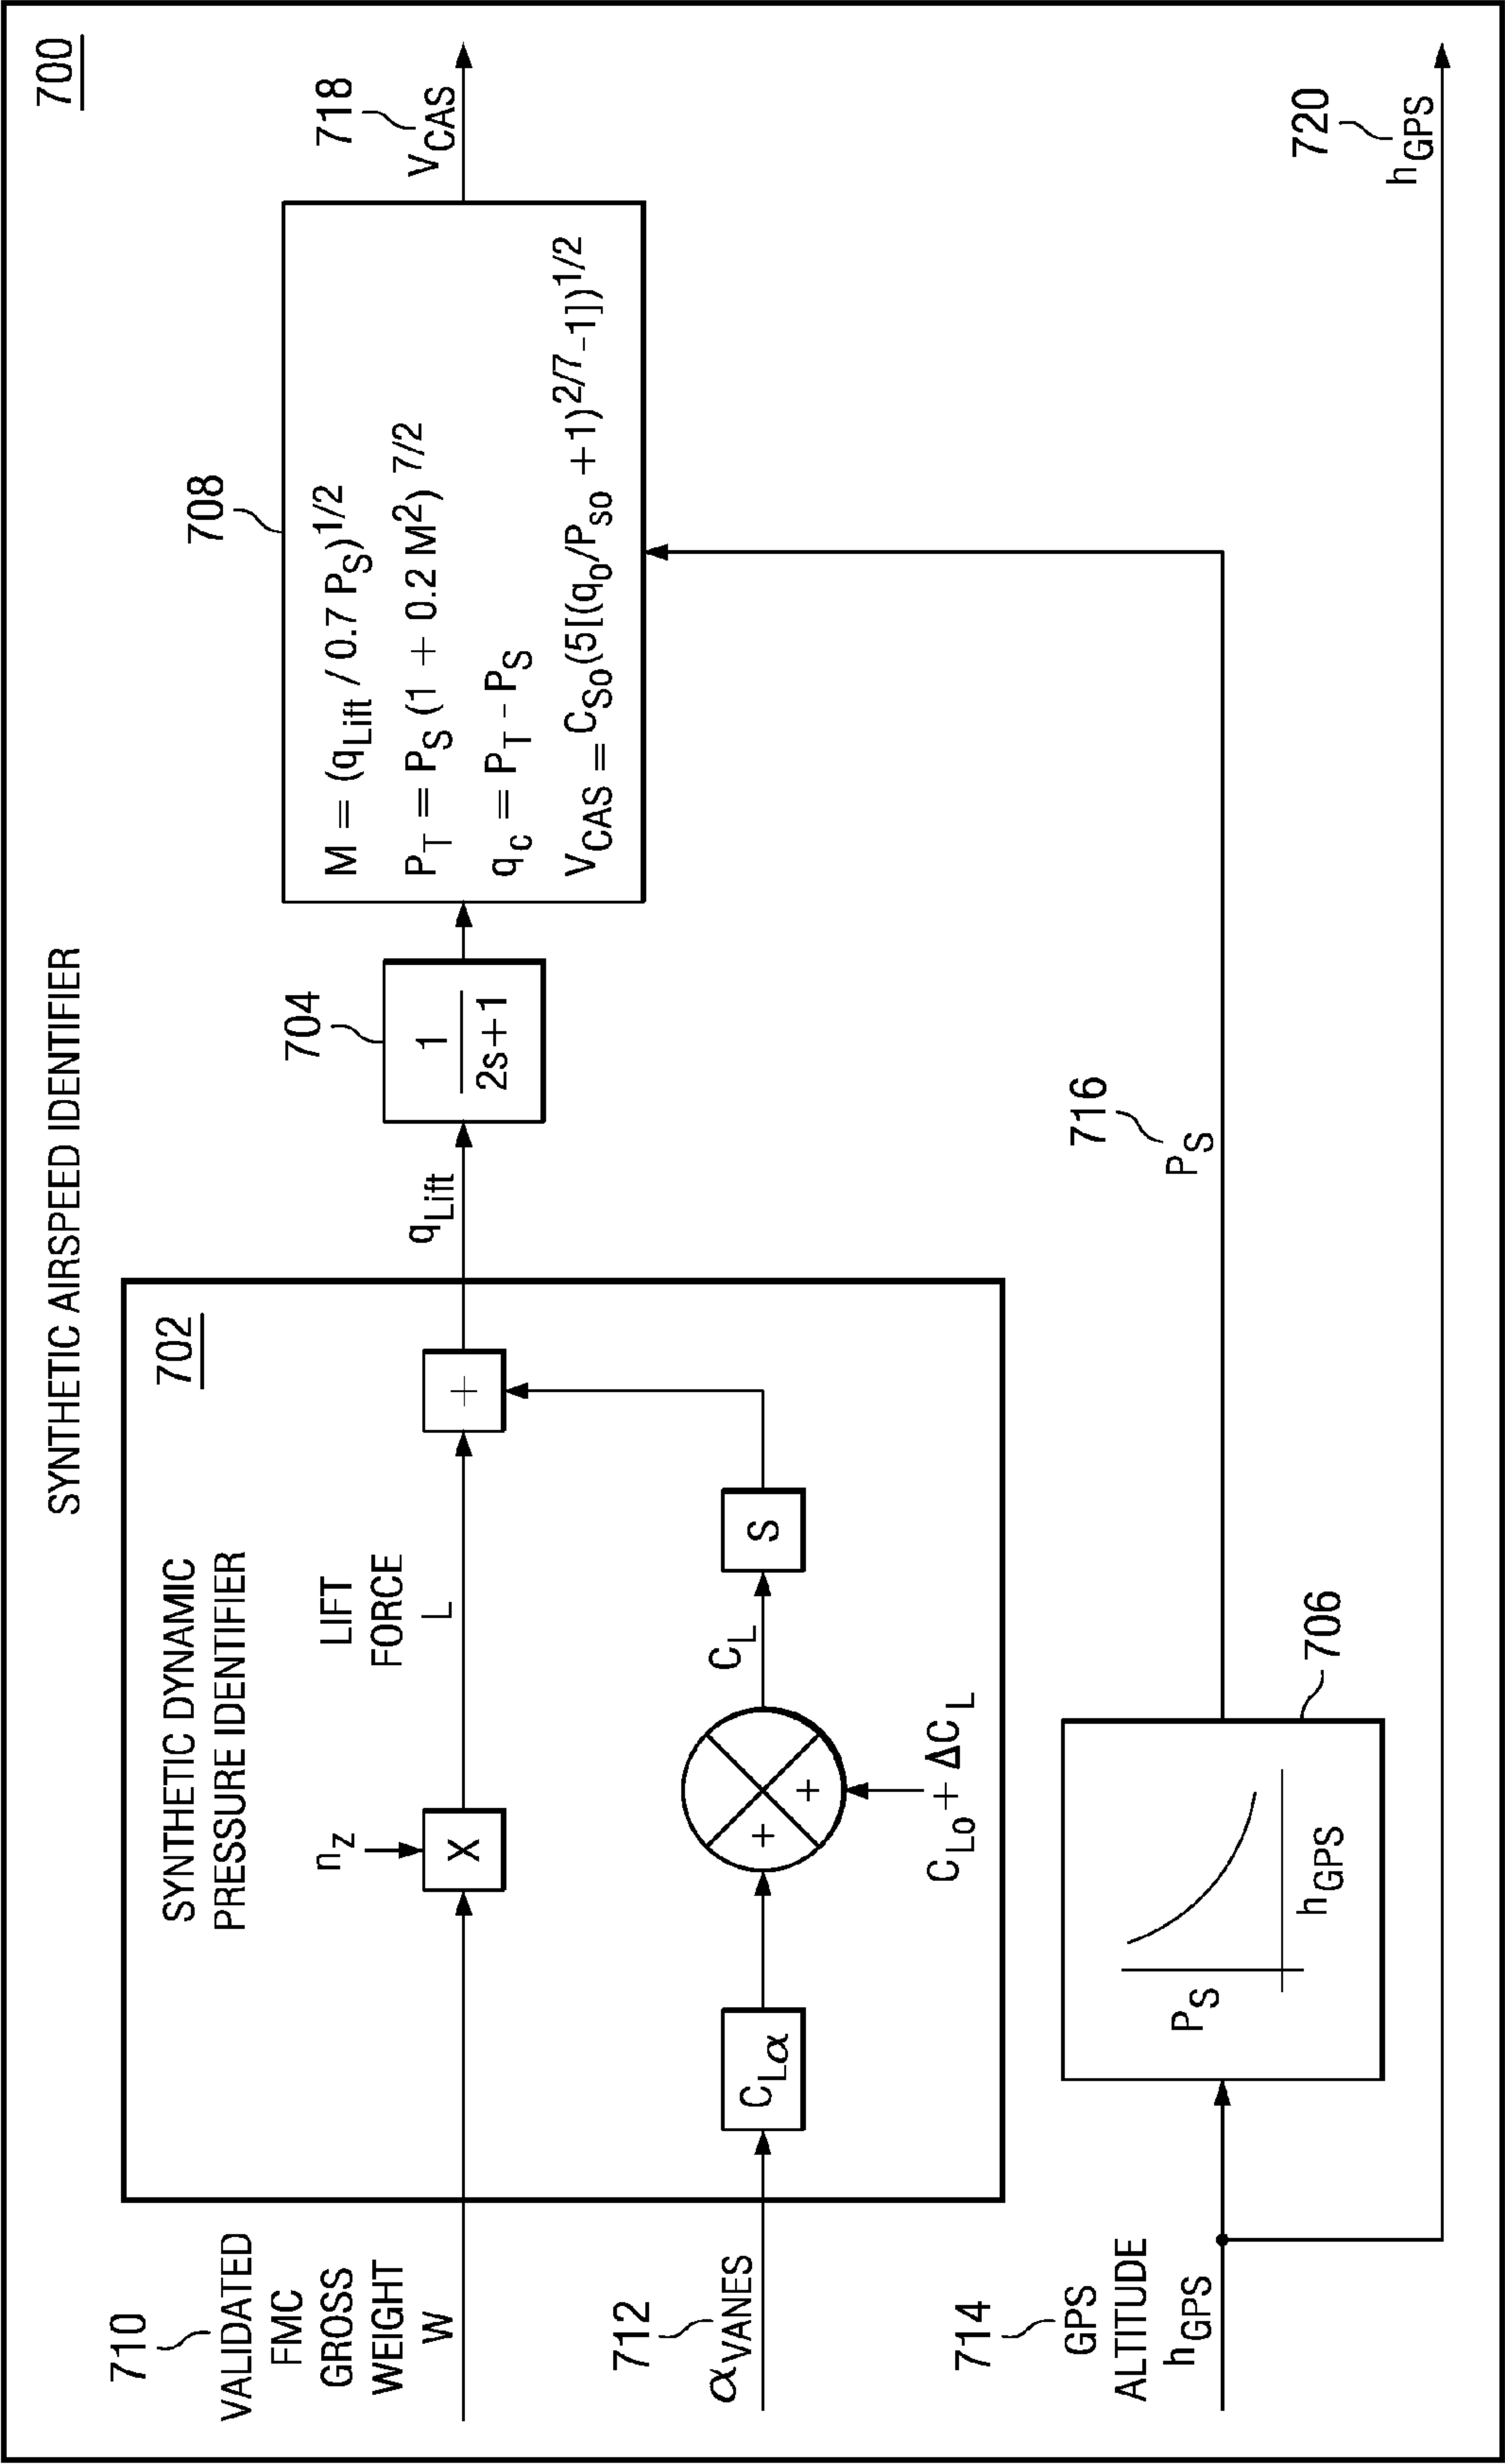 700
SYNTHETIC AIRSPEED IDENTIFIER
702
SYNTHETIC DYNAMIC
PRESSURE IDENTIFIER
710
VALIDATED
FMC
GROSS
WEIGHT
W
n_Z
X
LIFT
FORCE
L
+
q_Lift
704
1
2s+1
708
M = (q_Lift / 0.7 P_S)^1/2
P_T = P_S (1 + 0.2 M^2)^7/2
q_c = P_T - P_S
V_CAS = C_So (5[(q_o/P_so +1)^2/7 -1])^1/2
718
V_CAS
712
α_VANES
C_Lα
+
+
C_Lo + ΔC_L
C_L
S
714
GPS
ALTITUDE
h_GPS
P_S
h_GPS
706
716
P_S
720
h_GPS